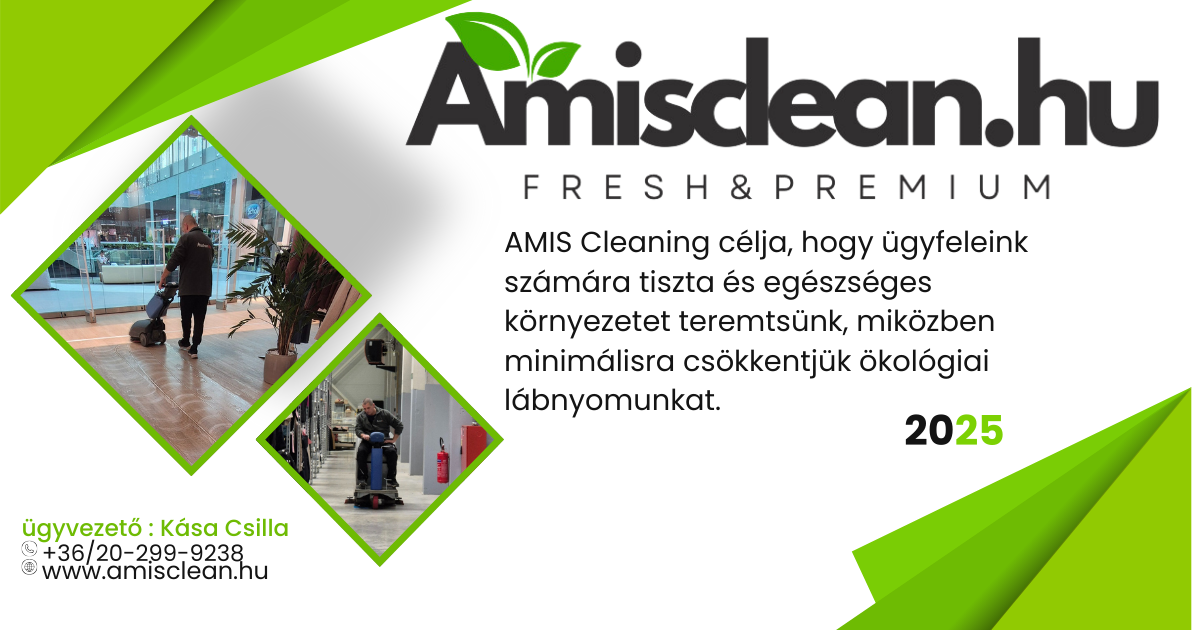 Amisclean.hu
FRESH&PREMIUM
AMIS Cleaning célja, hogy ügyfeleink
számára tiszta és egészséges
környezetet teremtsünk, miközben
minimálisra csökkentjük ökológiai
lábnyomunkat.
2025
ügyvezető : Kása Csilla
+36/20-299-9238
www.amisclean.hu